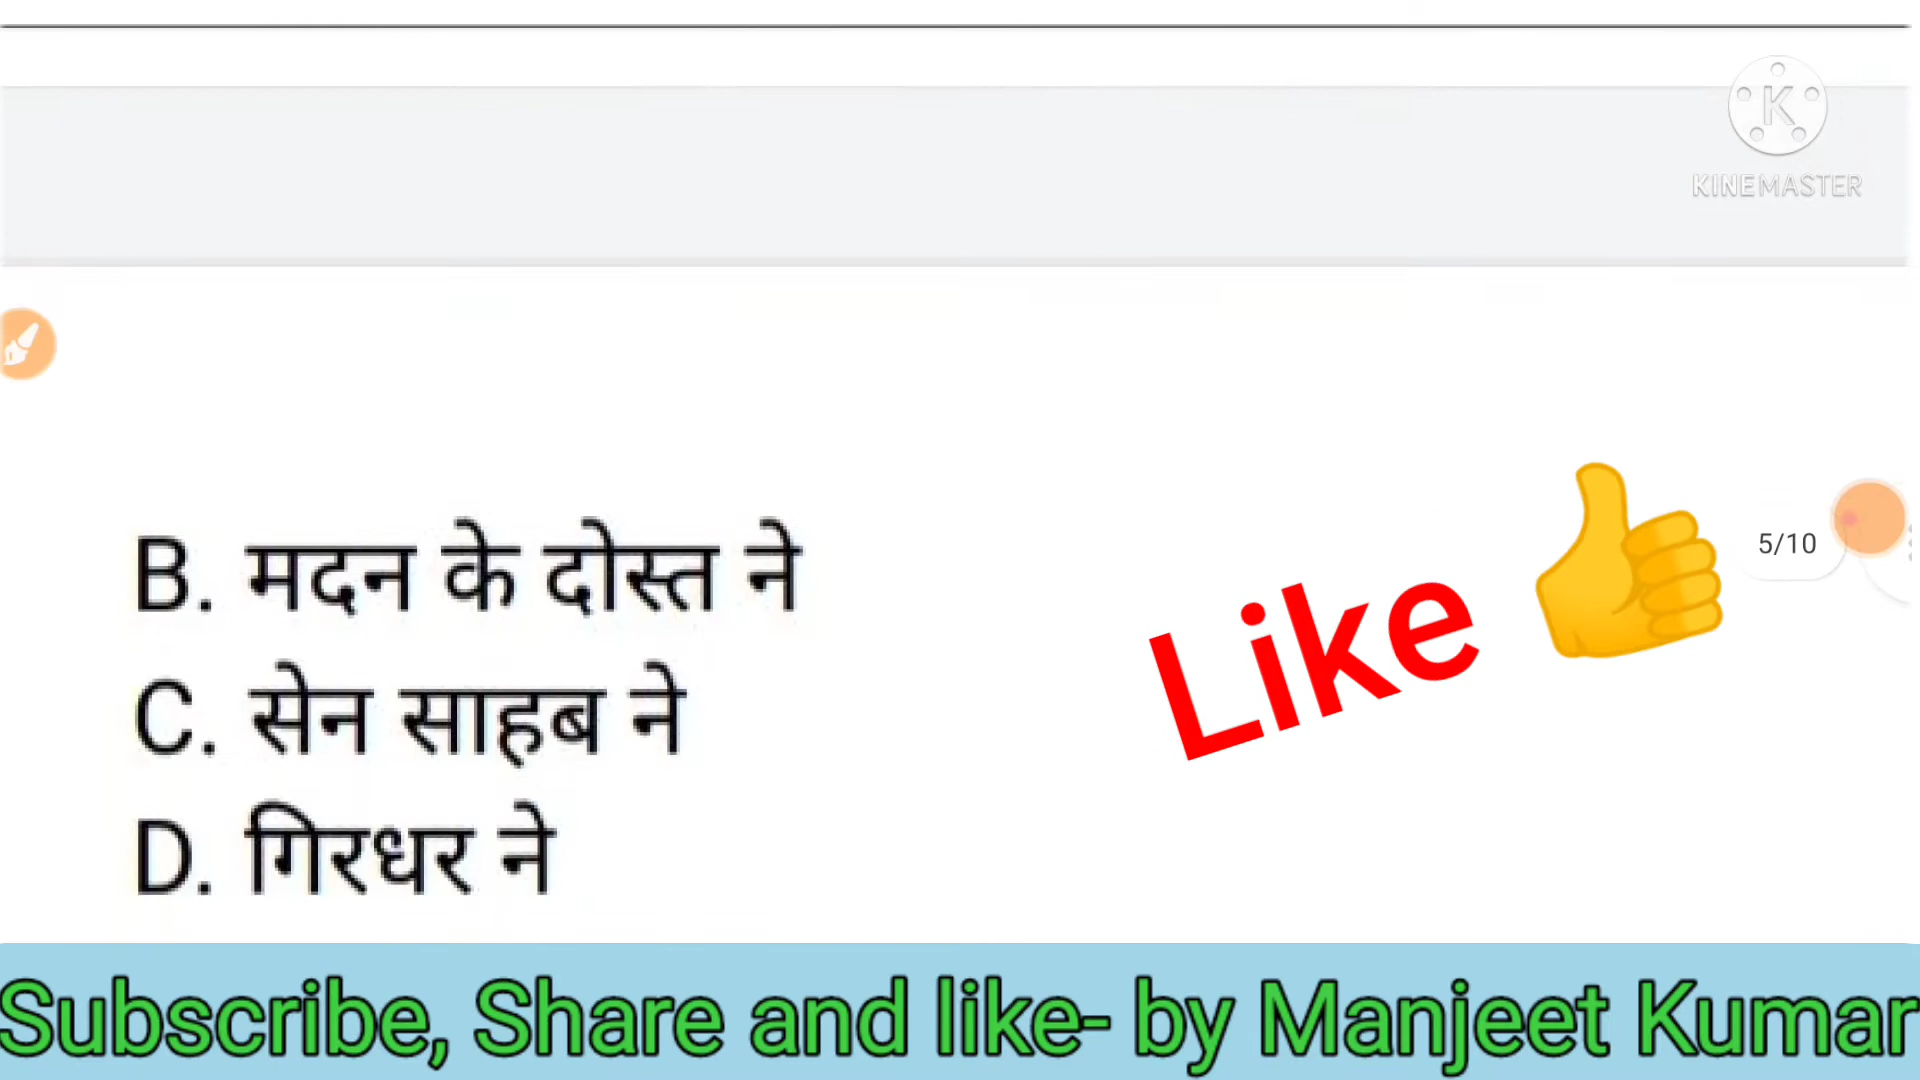 K
KINEMASTER
B. मदन के दोस्त ने
5/10
Like
C. सेन साहब ने
D. गिरधर ने
Subscribe, Share and like- by Manjeet Kumar